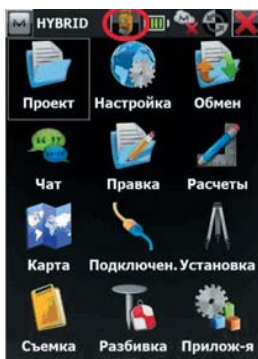 HYBRID
Проект Настройка Обмен
Чат Правка Расчеты
Карта Подключен. Установка
Съемка Разбивка Прилож-я